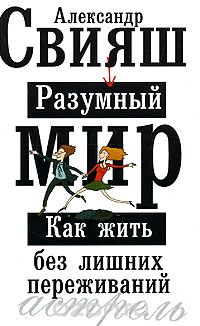 Александр
СВИЯШ
Разумный
мир
Как жить
без лишних
переживаний
астрель